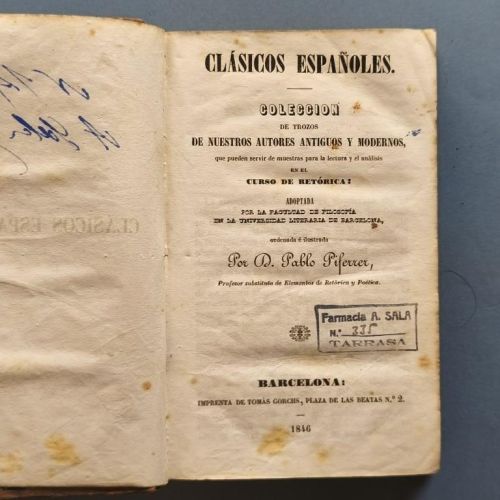 CLÁSICOS ESPAÑOLES.
COLECCION
DE TROZOS
DE NUESTROS AUTORES ANTIGUOS Y MODERNOS,
que pueden servir de muestras para la lectura y el análisis
EN EL
CURSO DE RETÓRICA:
ADOPTADA
POR LA FACULTAD DE FILOSOFÍA
EN LA UNIVERSIDAD LITERARIA DE BARCELONA,
ordenada é ilustrada
Por D. Pablo Piferrer,
Profesor substituto de Elementos de Retórica y Poética.
Farmacia A. SALA
N.º 335
TARRASA
BARCELONA:
IMPRENTA DE TOMÁS GORCHS, PLAZA DE LAS BEATAS N.º 2.
1846